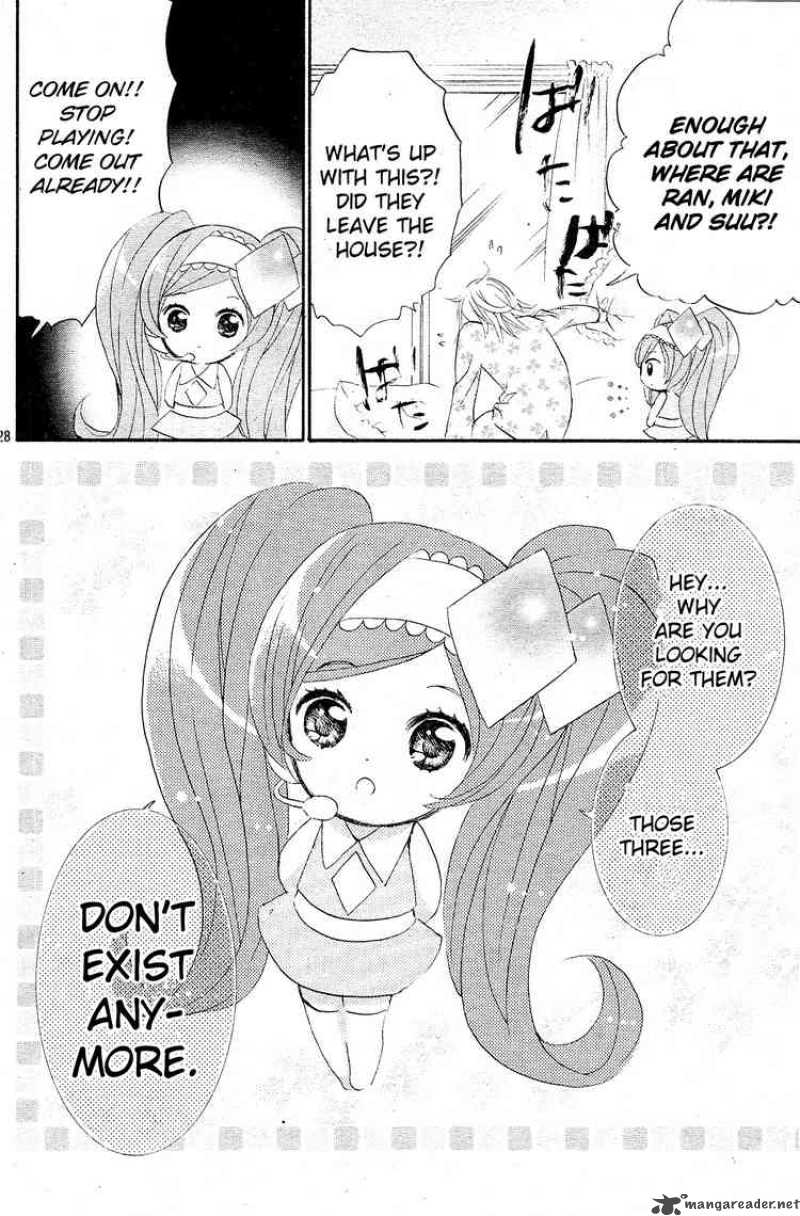 ENOUGH
ABOUT THAT,
WHERE ARE
RAN, MIKI
AND SUU?!
ばた
ばた
WHAT'S UP
WITH THIS?!
DID THEY
LEAVE THE
HOUSE?!
COME ON!!
STOP
PLAYING!
COME OUT
ALREADY!!
28
HEY...
WHY
ARE YOU
LOOKING
FOR THEM?
THOSE
THREE...
DON'T
EXIST
ANY-
MORE.
mangareader.net